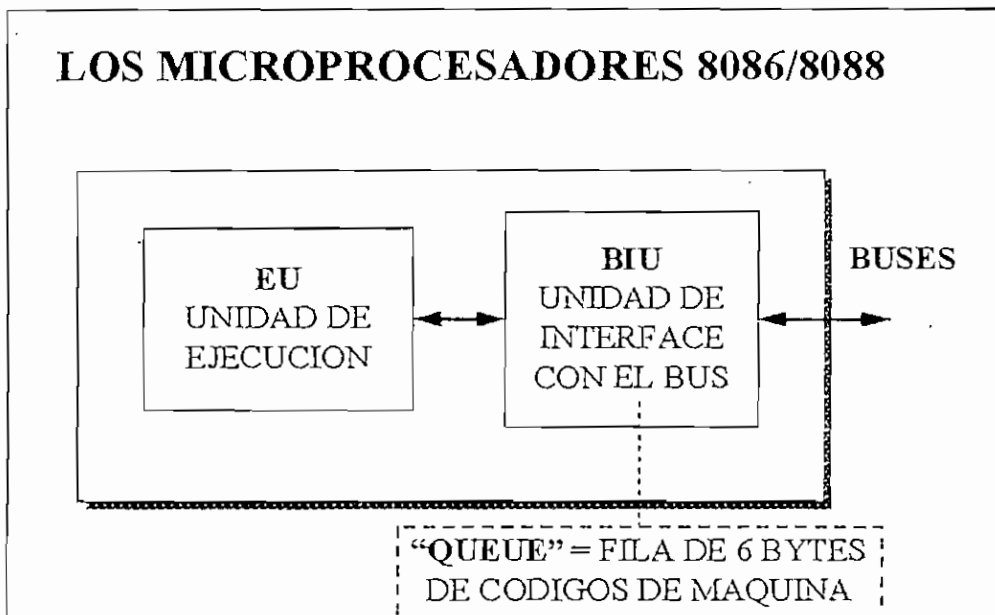 LOS MICROPROCESADORES 8086/8088
EU
UNIDAD DE
EJECUCION
BIU
UNIDAD DE
INTERFACE
CON EL BUS
BUSES
“QUEUE” = FILA DE 6 BYTES
DE CODIGOS DE MAQUINA